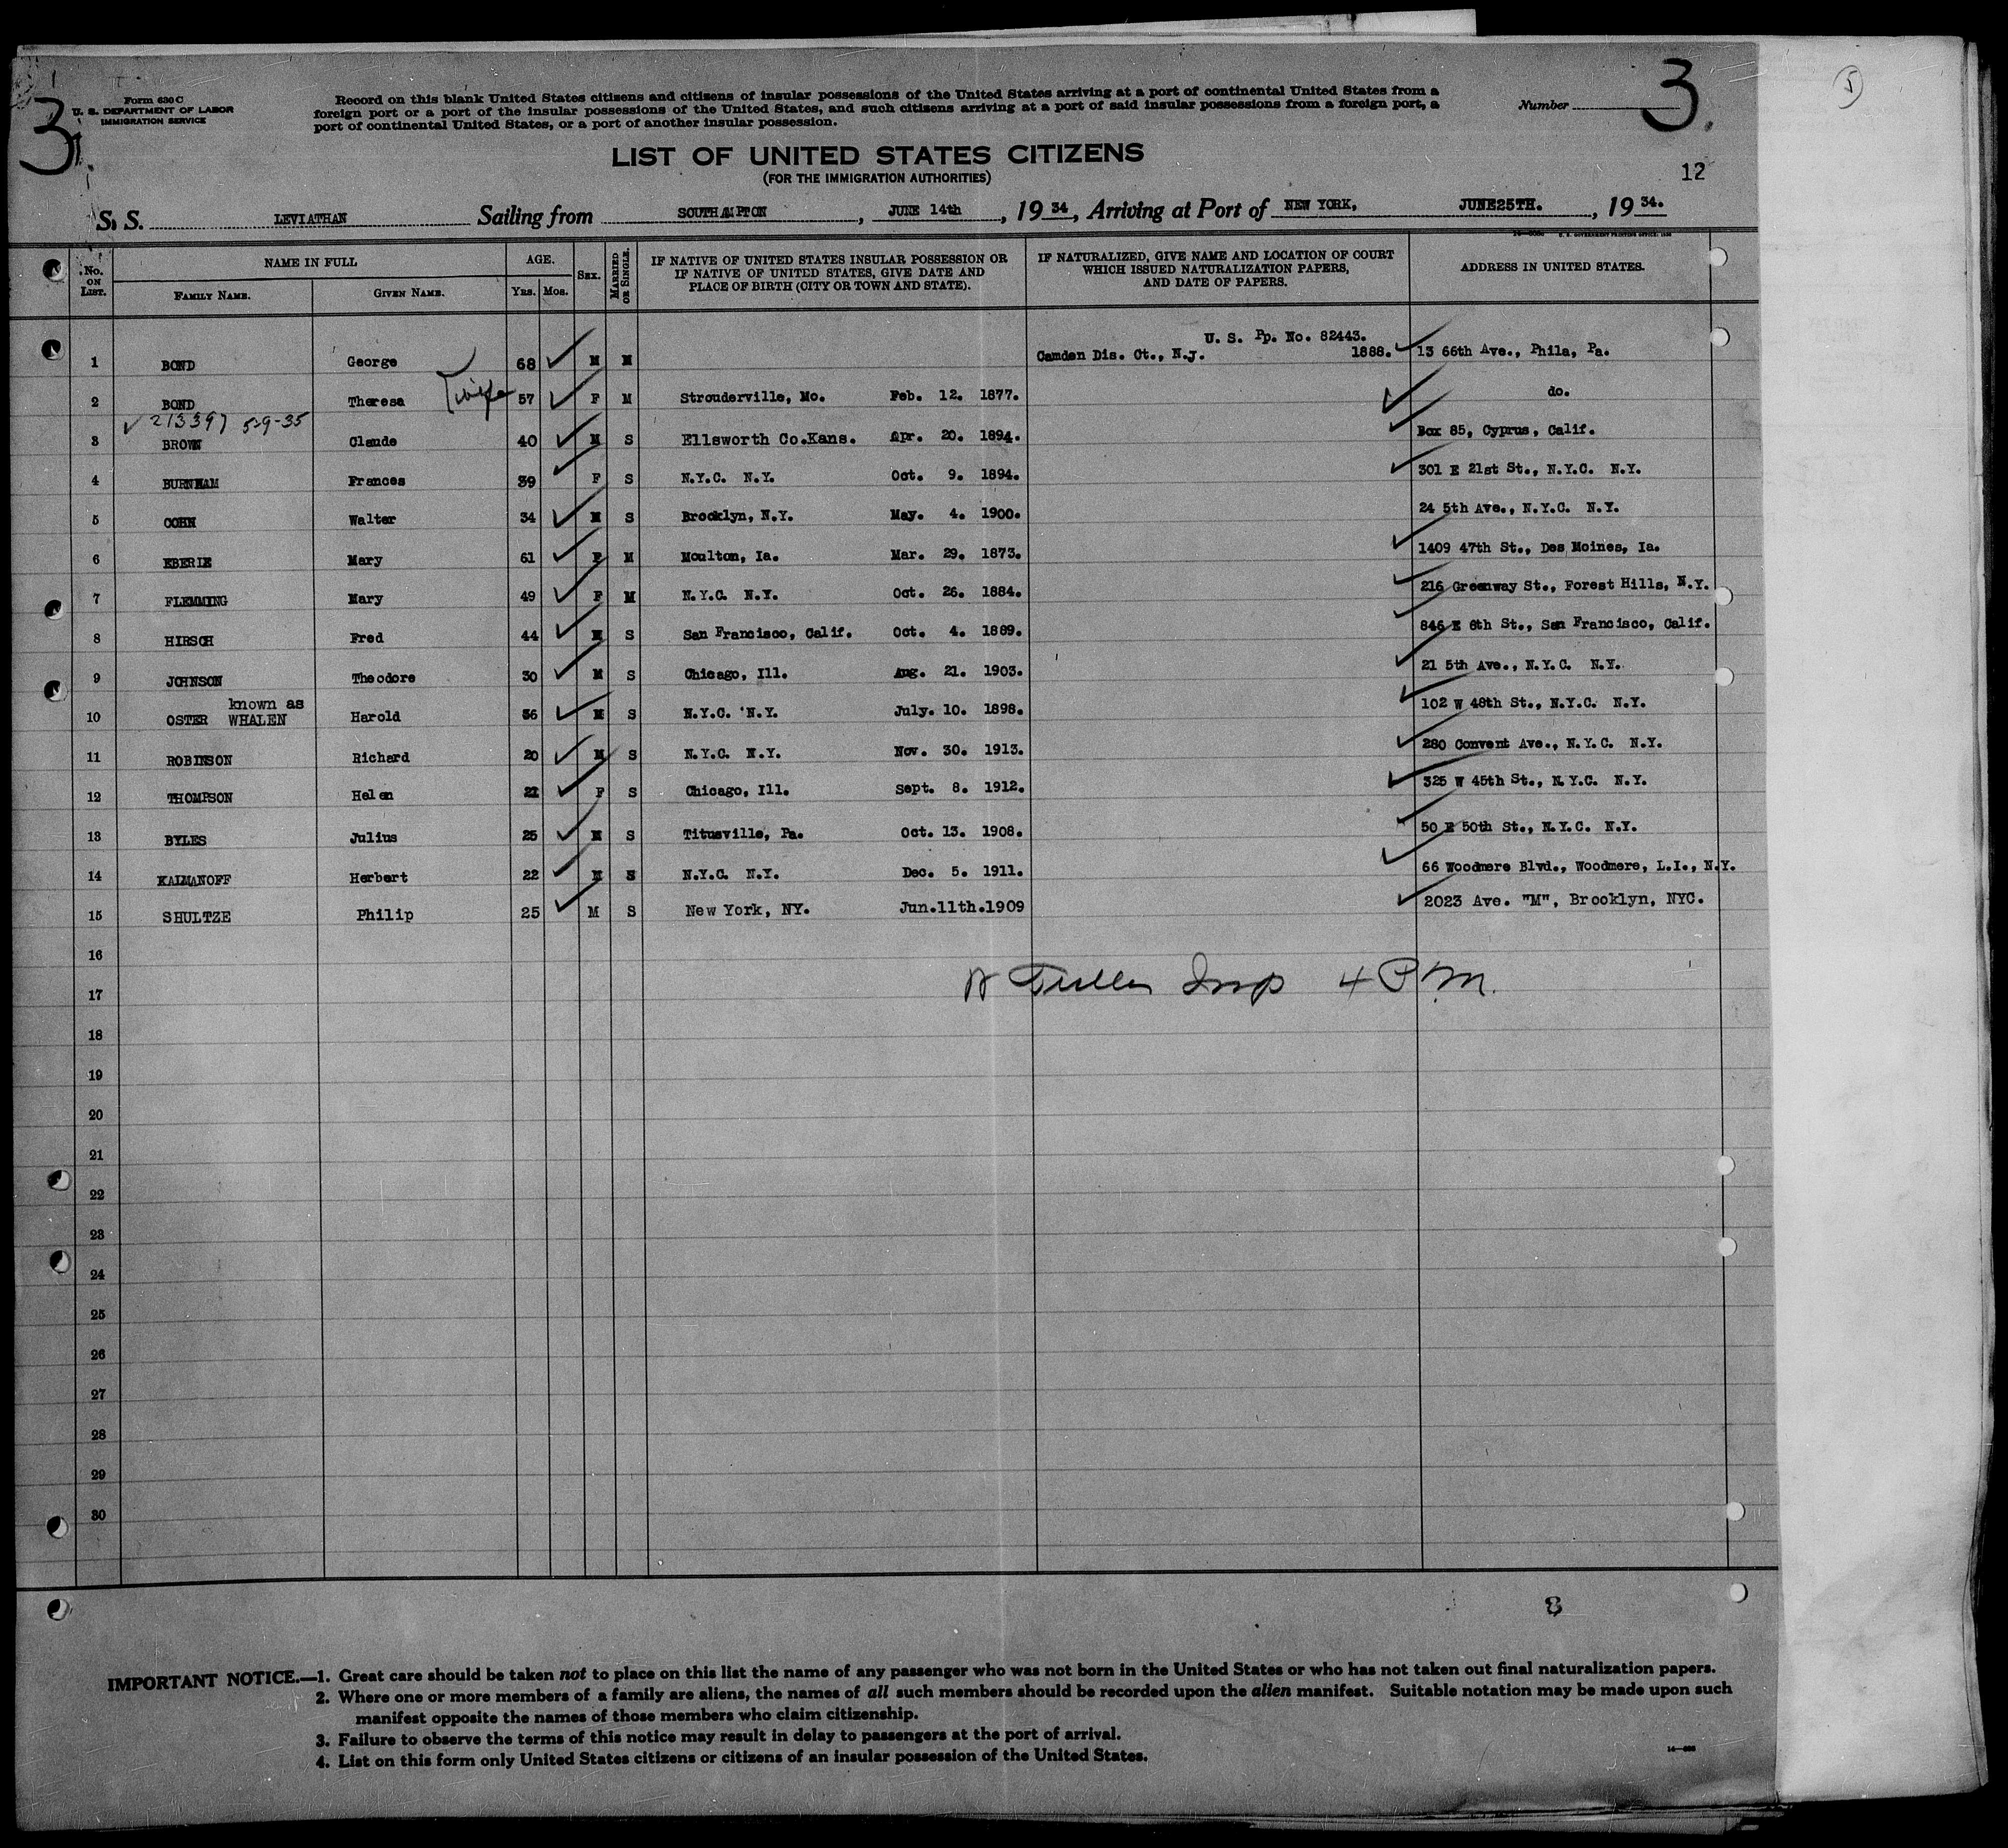 5
3. 3.
Form 630 C
U. S. DEPARTMENT OF LABOR
IMMIGRATION SERVICE
Record on this blank United States citizens and citizens of insular possessions of the United States arriving at a port of continental United States from a
foreign port or a port of the insular possessions of the United States, and such citizens arriving at a port of said insular possessions from a foreign port, a
port of continental United States, or a port of another insular possession.
Number
LIST OF UNITED STATES CITIZENS
(FOR THE IMMIGRATION AUTHORITIES)
12
S. S. LEVIATHAN Sailing from SOUTHAMPTON, JUNE 14th, 19 34, Arriving at Port of NEW YORK, JUNE25TH., 19 34.
No. ON LIST. NAME IN FULL FAMILY NAME. GIVEN NAME. AGE. YRS. MOS. SEX. MARRIED OR SINGLE. IF NATIVE OF UNITED STATES INSULAR POSSESSION OR IF NATIVE OF UNITED STATES, GIVE DATE AND PLACE OF BIRTH (CITY OR TOWN AND STATE). IF NATURALIZED, GIVE NAME AND LOCATION OF COURT WHICH ISSUED NATURALIZATION PAPERS, AND DATE OF PAPERS. ADDRESS IN UNITED STATES.
U. S. Pp. No. 82443.
1 BOND George 68 M M Camden Dis. Ct., N.J. 1888. 13 66th Ave., Phila, Pa.
2 BOND Theresa wife 57 F M Strouderville, Mo. Feb. 12. 1877. do.
213397 5-9-35
3 BROWN Claude 40 M S Ellsworth Co.Kans. Apr. 20. 1894. Box 85, Cyprus, Calif.
4 BURNHAM Frances 39 F S N.Y.C. N.Y. Oct. 9. 1894. 301 E 21st St., N.Y.C. N.Y.
5 COHN Walter 34 M S Brooklyn, N.Y. May. 4. 1900. 24 5th Ave., N.Y.C. N.Y.
6 EBERLE Mary 61 F M Moulton, Ia. Mar. 29. 1873. 1409 47th St., Des Moines, Ia.
7 FLEMMING Mary 49 F M N.Y.C. N.Y. Oct. 26. 1884. 216 Greenway St., Forest Hills, N.Y.
8 HIRSCH Fred 44 M S San Francisco, Calif. Oct. 4. 1889. 846 E 6th St., San Francisco, Calif.
9 JOHNSON Theodore 30 M S Chicago, Ill. Aug. 21. 1903. 21 5th Ave., N.Y.C. N.Y.
known as
10 OSTER WHALEN Harold 36 M S N.Y.C. N.Y. July. 10. 1898. 102 W 48th St., N.Y.C. N.Y.
11 ROBINSON Richard 20 M S N.Y.C. N.Y. Nov. 30. 1913. 280 Convent Ave., N.Y.C. N.Y.
12 THOMPSON Helen 21 F S Chicago, Ill. Sept. 8. 1912. 325 W 45th St., N.Y.C. N.Y.
13 BYLES Julius 25 M S Titusville, Pa. Oct. 13. 1908. 50 E 50th St., N.Y.C. N.Y.
14 KALMANOFF Herbert 22 M S N.Y.C. N.Y. Dec. 5. 1911. 66 Woodmere Blvd., Woodmere, L.I., N.Y.
15 SHULTZE Philip 25 M S New York, NY. Jun.11th.1909 2023 Ave. "M", Brooklyn, NYC.
16
Insp 4 P.M.
17
18
19
20
21
22
23
24
25
26
27
28
29
30
8
IMPORTANT NOTICE.—1. Great care should be taken not to place on this list the name of any passenger who was not born in the United States or who has not taken out final naturalization papers.
2. Where one or more members of a family are aliens, the names of all such members should be recorded upon the alien manifest. Suitable notation may be made upon such
manifest opposite the names of those members who claim citizenship.
3. Failure to observe the terms of this notice may result in delay to passengers at the port of arrival.
4. List on this form only United States citizens or citizens of an insular possession of the United States.